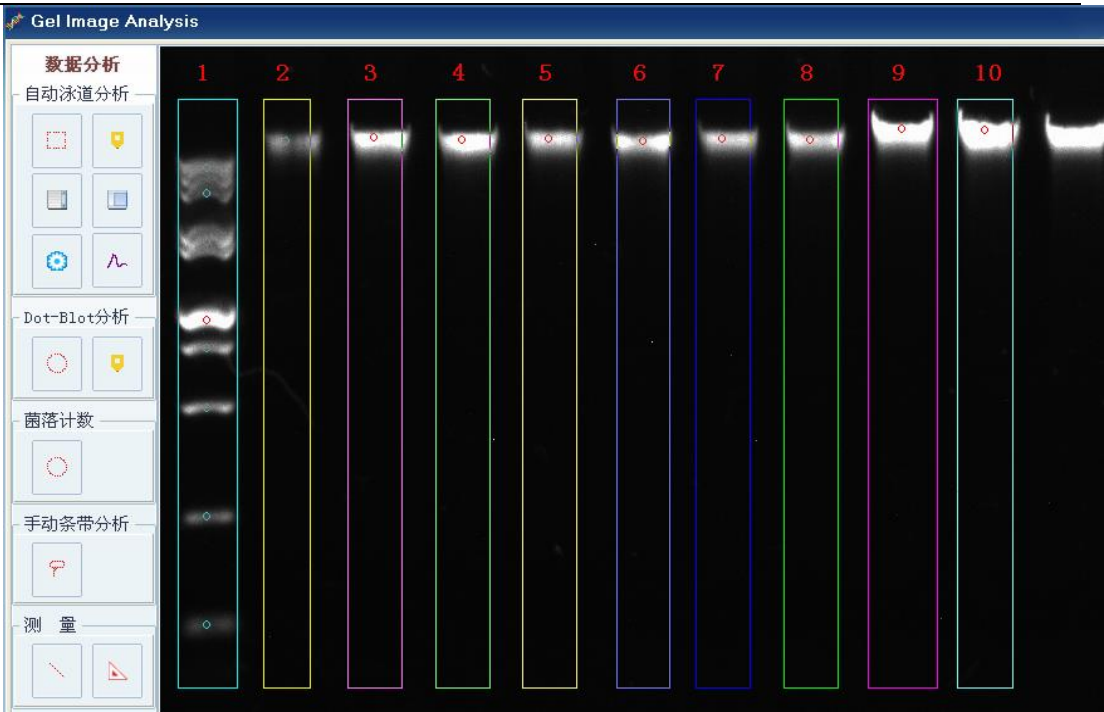 Gel Image Analysis
数据分析
自动泳道分析
Dot-Blot分析
菌落计数
手动条带分析
测 量
1 2 3 4 5 6 7 8 9 10